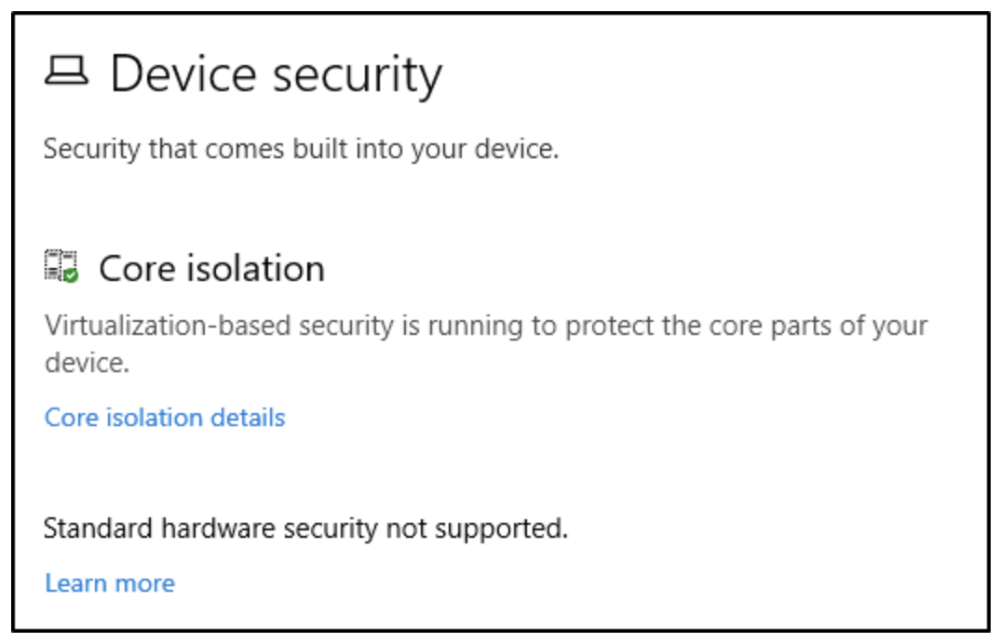 Device security
Security that comes built into your device.
Core isolation
Virtualization-based security is running to protect the core parts of your
device.
Core isolation details
Standard hardware security not supported.
Learn more